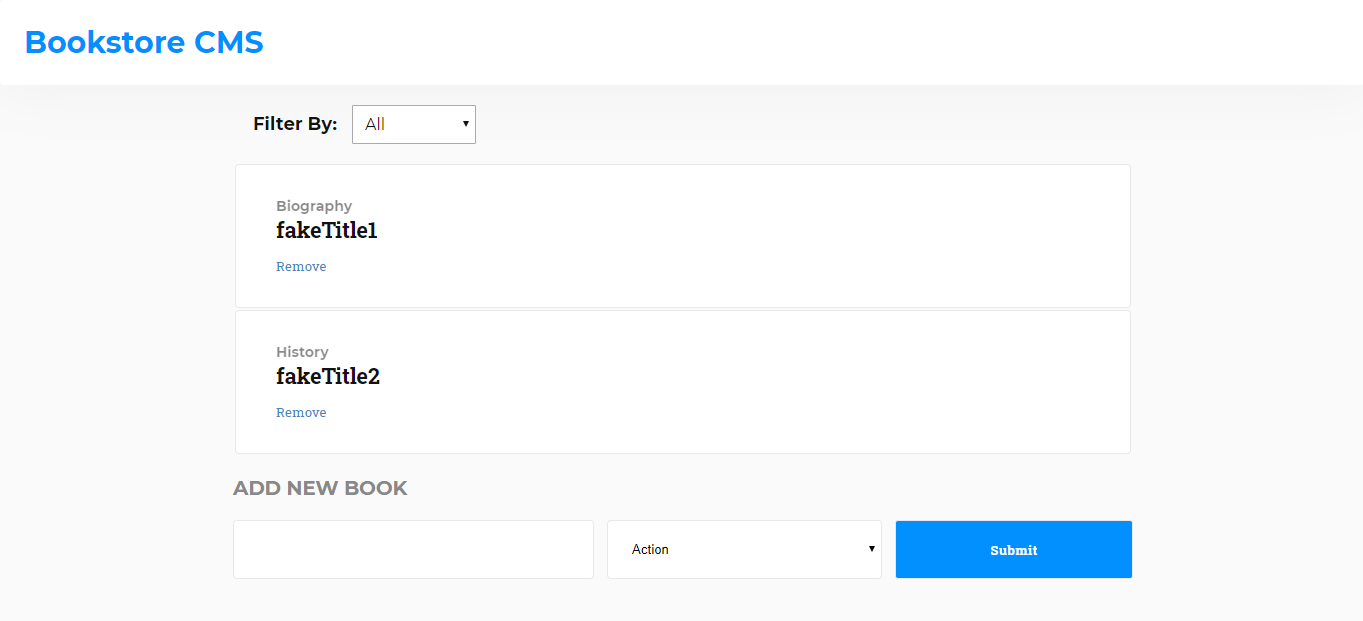 Bookstore CMS
Filter By: All
Biography
fakeTitle1
Remove
History
fakeTitle2
Remove
ADD NEW BOOK
Action Submit